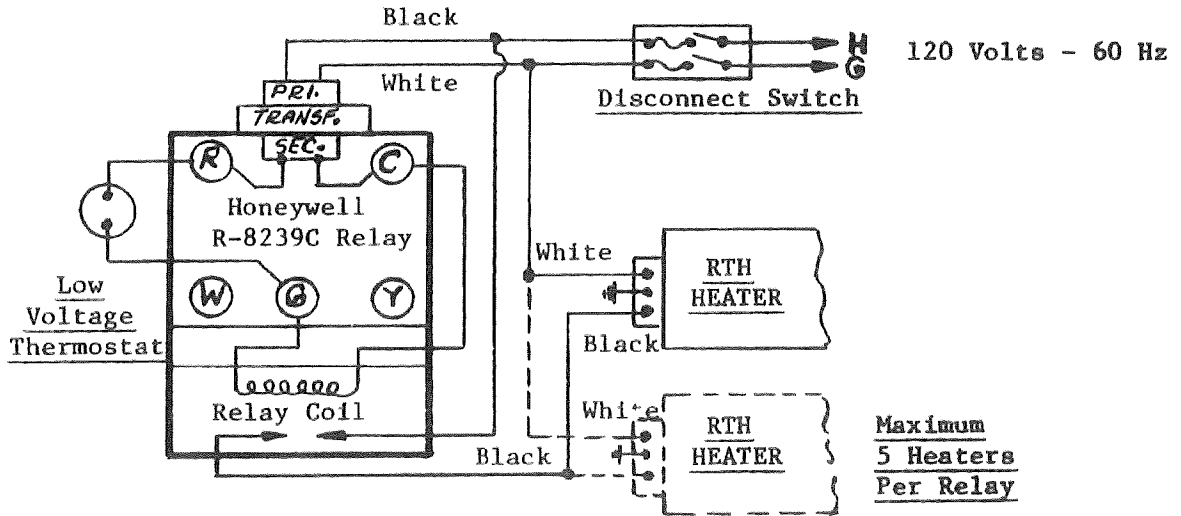 Black
H
120 Volts - 60 Hz
White
G
Disconnect Switch
PRI.
TRANSF.
SEC.
R
C
Honeywell
R-8239C Relay
W
G
Y
Low
Voltage
Thermostat
Relay Coil
White
RTH
HEATER
Black
White
RTH
HEATER
Black
Maximum
5 Heaters
Per Relay